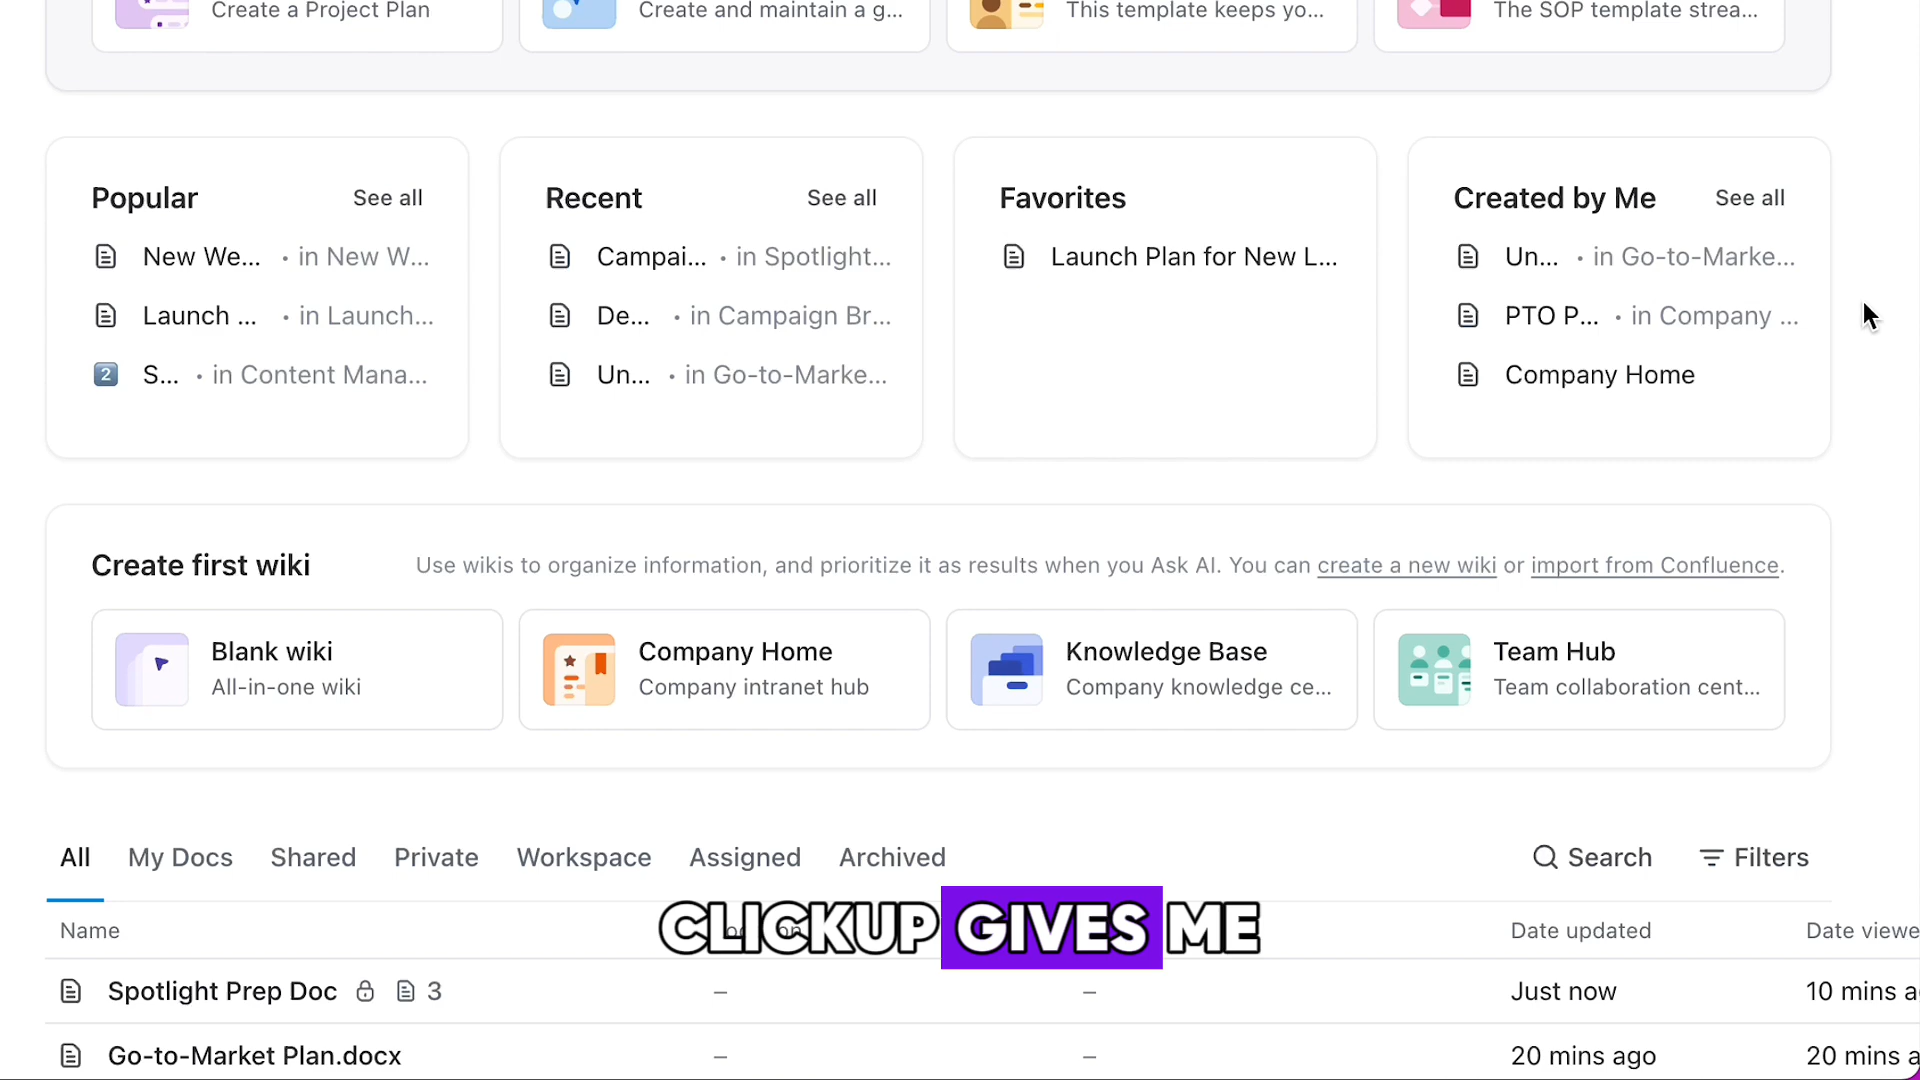 Create a Project Plan
Create and maintain a g...
This template keeps yo...
The SOP template strea...
Popular See all
New We... • in New W...
Launch ... • in Launch...
2 S... • in Content Mana...
Recent See all
Campai... • in Spotlight...
De... • in Campaign Br...
Un... • in Go-to-Marke...
Favorites
Launch Plan for New L...
Created by Me See all
Un... • in Go-to-Marke...
PTO P... • in Company ...
Company Home
Create first wiki Use wikis to organize information, and prioritize it as results when you Ask AI. You can create a new wiki or import from Confluence.
Blank wiki
All-in-one wiki
Company Home
Company intranet hub
Knowledge Base
Company knowledge ce...
Team Hub
Team collaboration cent...
All My Docs Shared Private Workspace Assigned Archived Search Filters
CLICKUP GIVES ME
Name Date updated Date viewe
Spotlight Prep Doc 3 – – Just now 10 mins a
Go-to-Market Plan.docx – – 20 mins ago 20 mins a